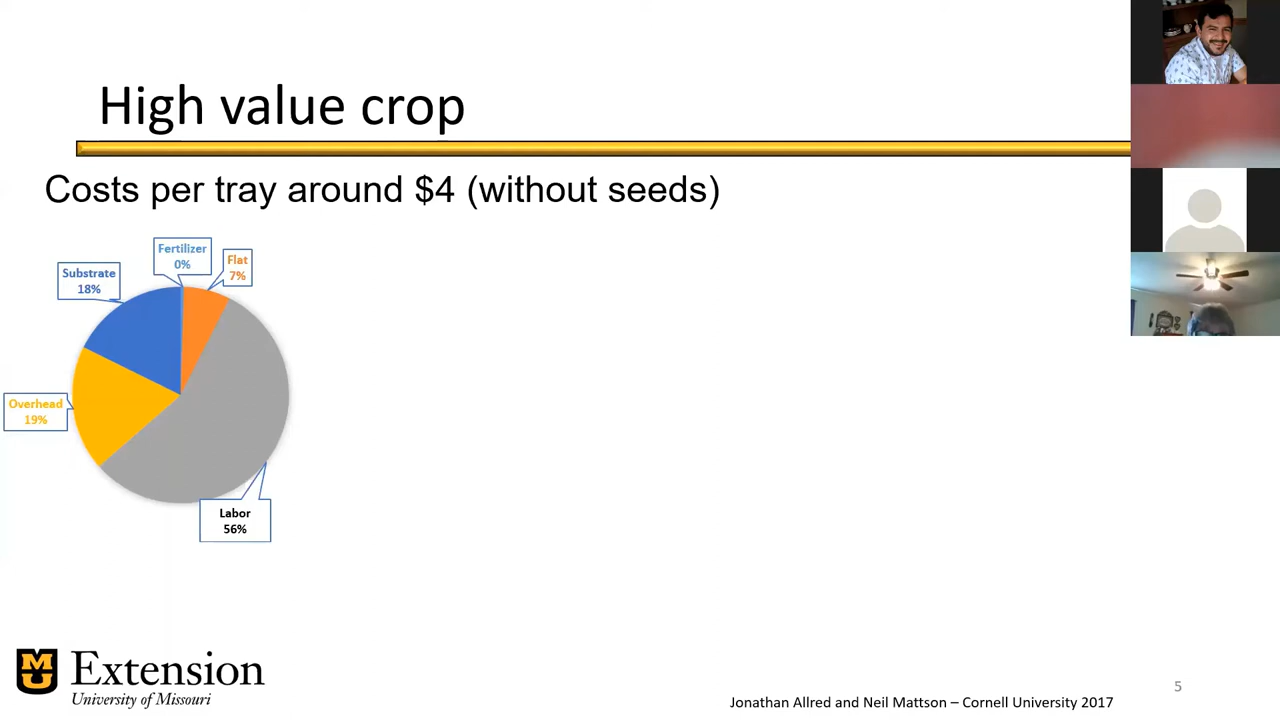 High value crop
Costs per tray around $4 (without seeds)
Fertilizer
0%
Flat
7%
Substrate
18%
Overhead
19%
Labor
56%
MU
Extension
University of Missouri
Jonathan Allred and Neil Mattson – Cornell University 2017
5